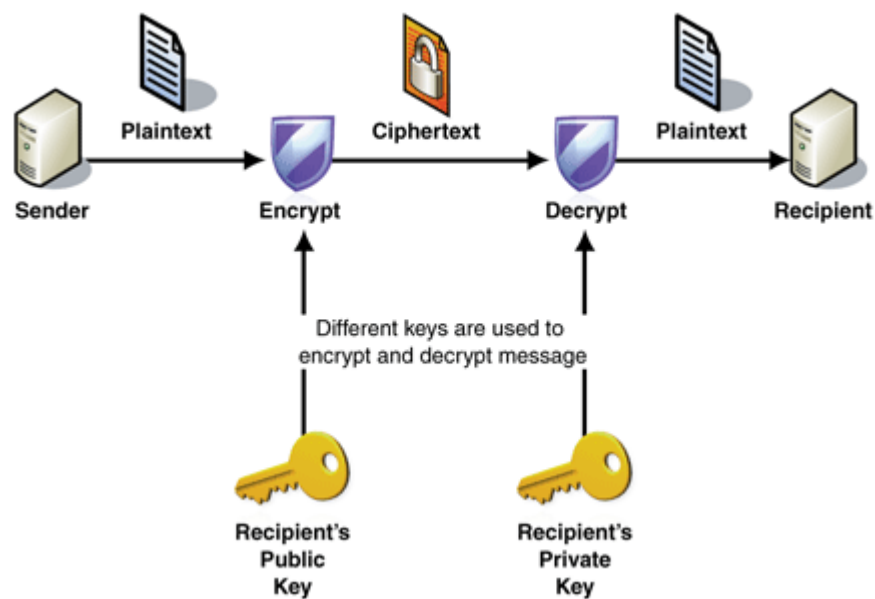 Plaintext
Ciphertext
Plaintext
Sender
Encrypt
Decrypt
Recipient
Different keys are used to
encrypt and decrypt message
Recipient's
Public
Key
Recipient's
Private
Key